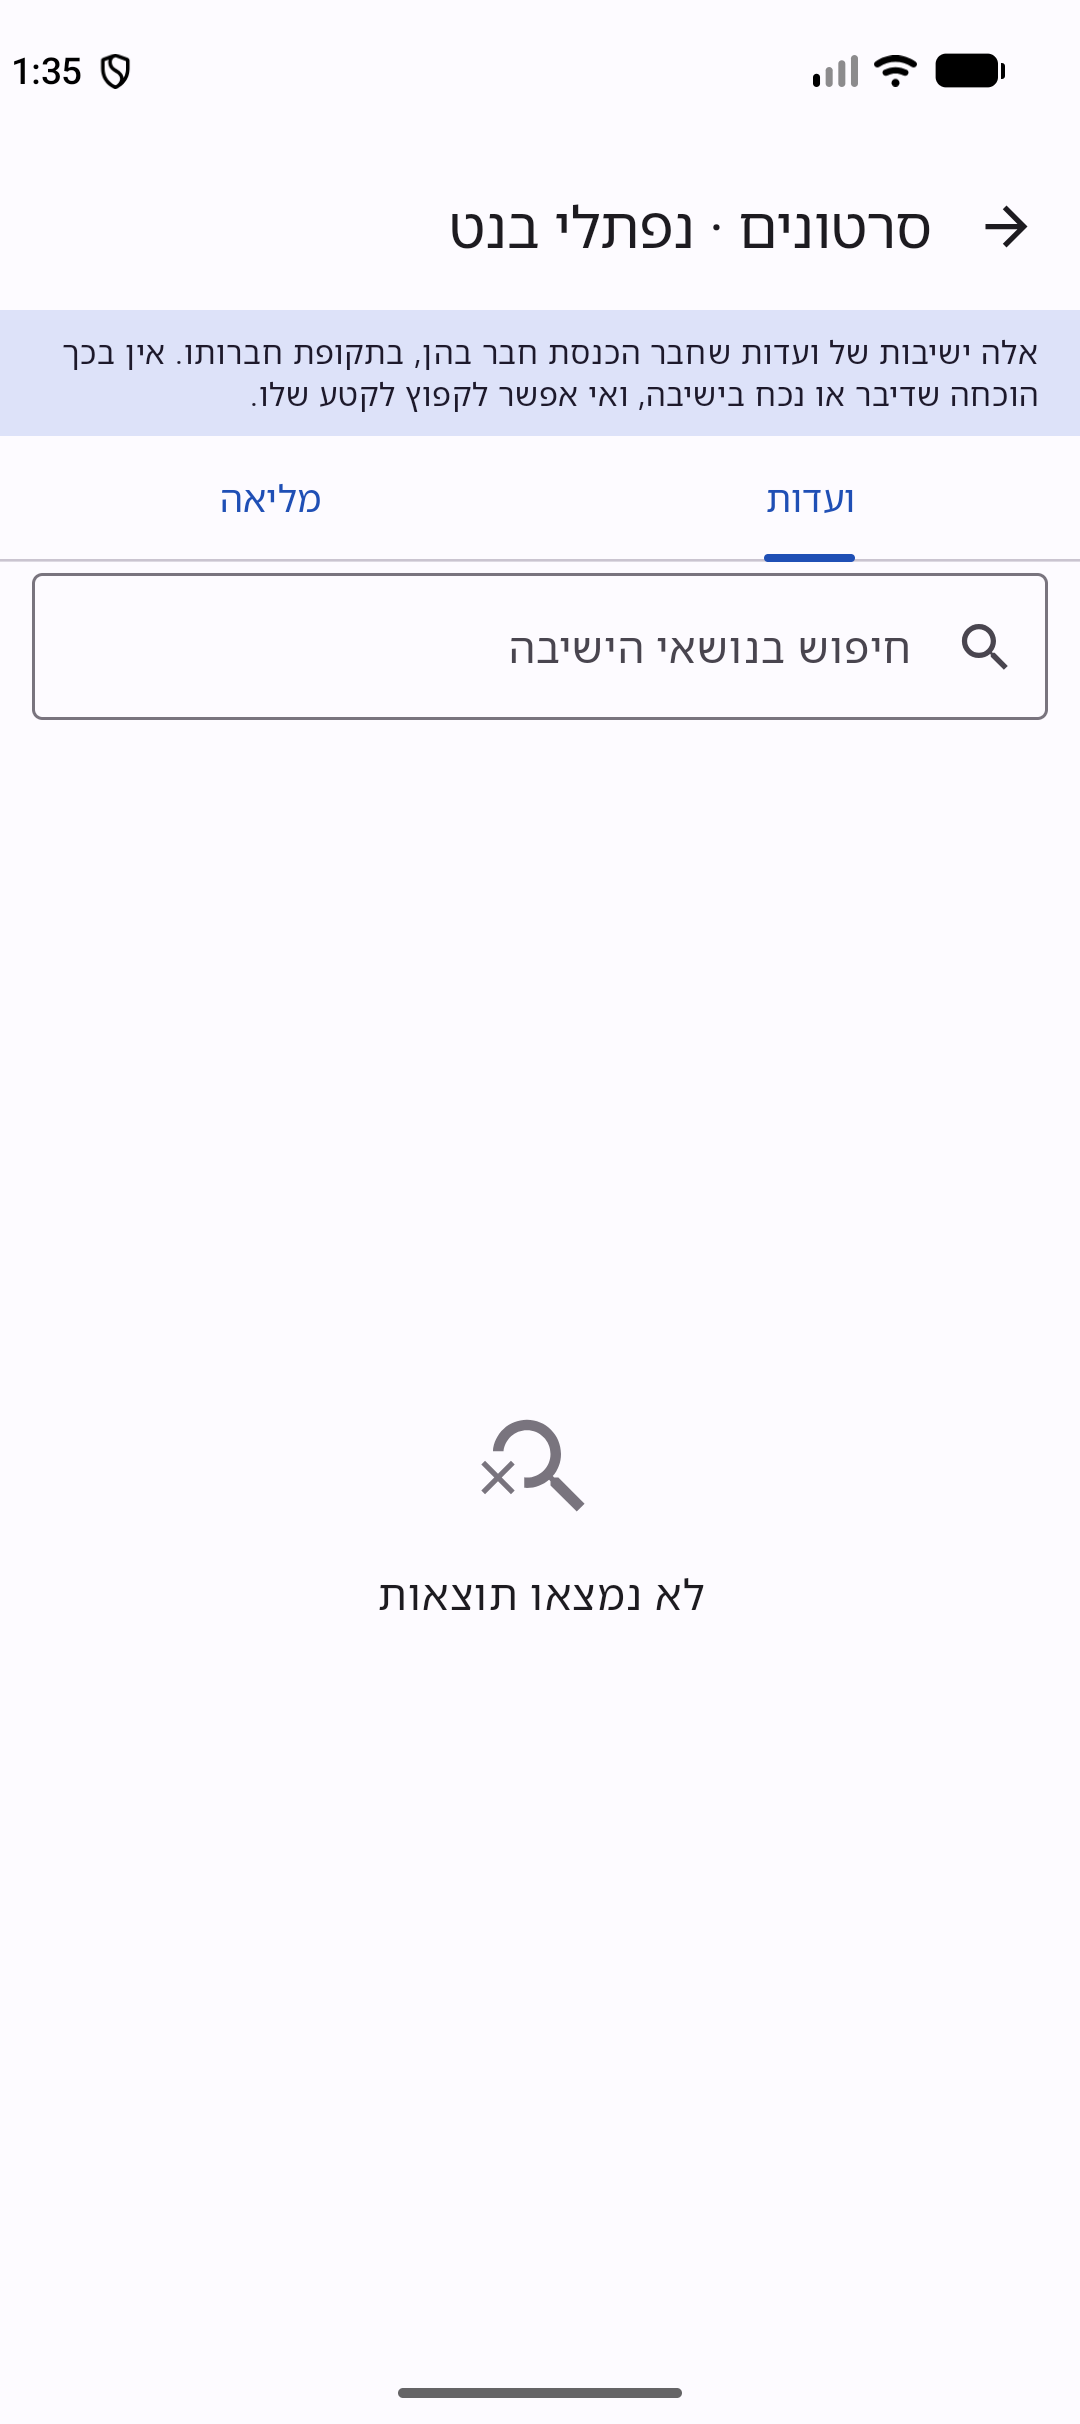 1:35
סרטונים · נפתלי בנט
אלה ישיבות של ועדות שחבר הכנסת חבר בהן, בתקופת חברותו. אין בכך
הוכחה שדיבר או נכח בישיבה, ואי אפשר לקפוץ לקטע שלו.
ועדות
מליאה
חיפוש בנושאי הישיבה
לא נמצאו תוצאות